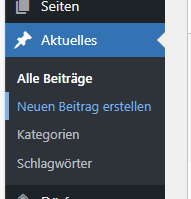 Seiten
Aktuelles
Alle Beiträge
Neuen Beitrag erstellen
Kategorien
Schlagwörter